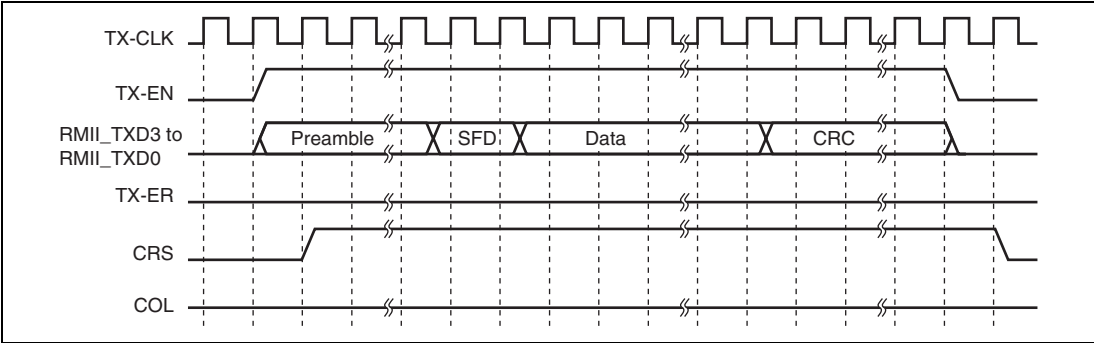 TX-CLK
TX-EN
RMII_TXD3 to
RMII_TXD0
Preamble
SFD
Data
CRC
TX-ER
CRS
COL